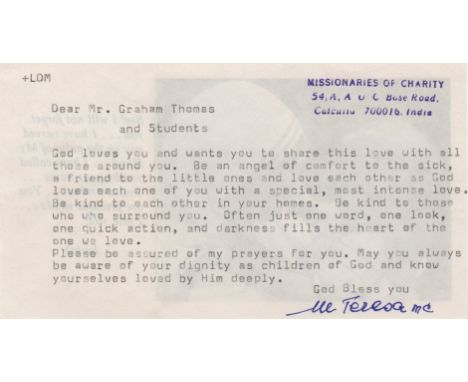 +LDM
MISSIONARIES OF CHARITY
54, A, A J C Bose Road,
Calcutta 700016, India
Dear Mr. Graham Thomas
and Students
God loves you and wants you to share this love with all
those around you. Be an angel of comfort to the sick,
a friend to the little ones and love each other as God
loves each one of you with a special, most intense love.
Be kind to each other in your homes. Be kind to those
who who surround you. Often just one word, one look,
one quick action, and darkness fills the heart of the
one we love.
Please be assured of my prayers for you. May you always
be aware of your dignity as children of God and know
yourselves loved by Him deeply.
God Bless you
M Teresa mc